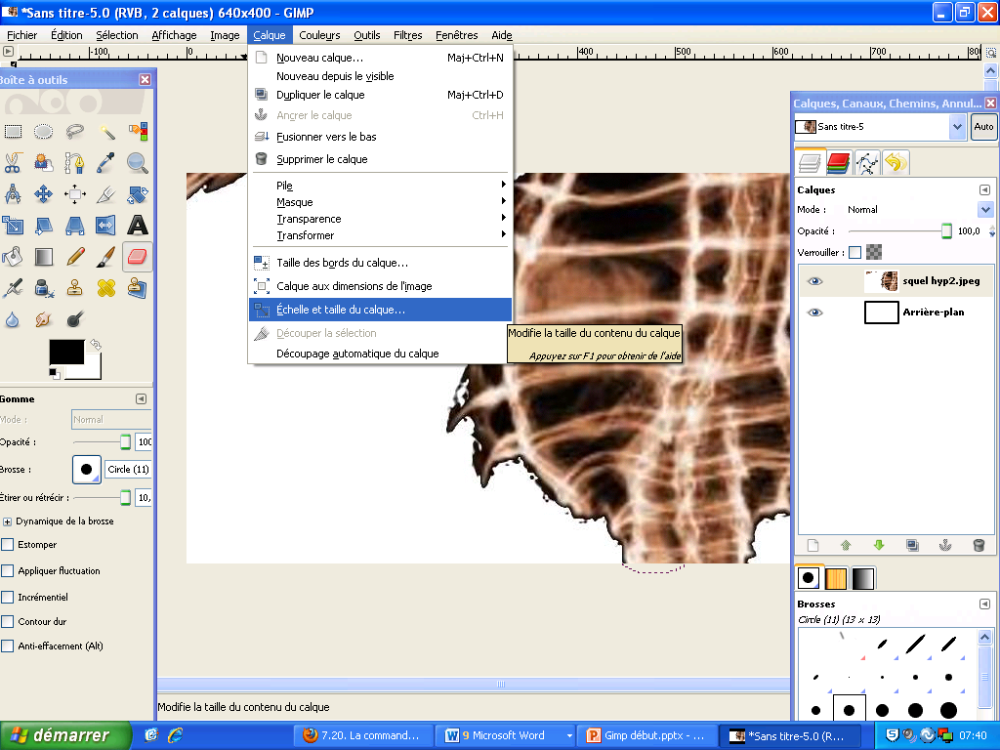 *Sans titre-5.0 (RVB, 2 calques) 640x400 – GIMP
Fichier Édition Sélection Affichage Image Calque Couleurs Outils Filtres Fenêtres Aide
-100 0 400 500 600 700 800
Boîte à outils
Nouveau calque... Maj+Ctrl+N
Nouveau depuis le visible
Dupliquer le calque Maj+Ctrl+D
Ancrer le calque Ctrl+H
Fusionner vers le bas
Supprimer le calque
Pile
Masque
Transparence
Transformer
Taille des bords du calque...
Calque aux dimensions de l'image
Échelle et taille du calque...
Découper la sélection
Découpage automatique du calque
Modifie la taille du contenu du calque
Appuyez sur F1 pour obtenir de l'aide
Gomme
Mode : Normal
Opacité : 100
Brosse : Circle (11)
Étirer ou rétrécir : 10,
Dynamique de la brosse
Estomper
Appliquer fluctuation
Incrémentiel
Contour dur
Anti-effacement (Alt)
Calques, Canaux, Chemins, Annul...
Sans titre-5 Auto
Calques
Mode : Normal
Opacité : 100,0
Verrouiller :
squel hyp2.jpeg
Arrière-plan
Brosses
Circle (11) (13 × 13)
Modifie la taille du contenu du calque
démarrer 7.20. La command... 9 Microsoft Word Gimp début.pptx - ... *Sans titre-5.0 (R... 07:40